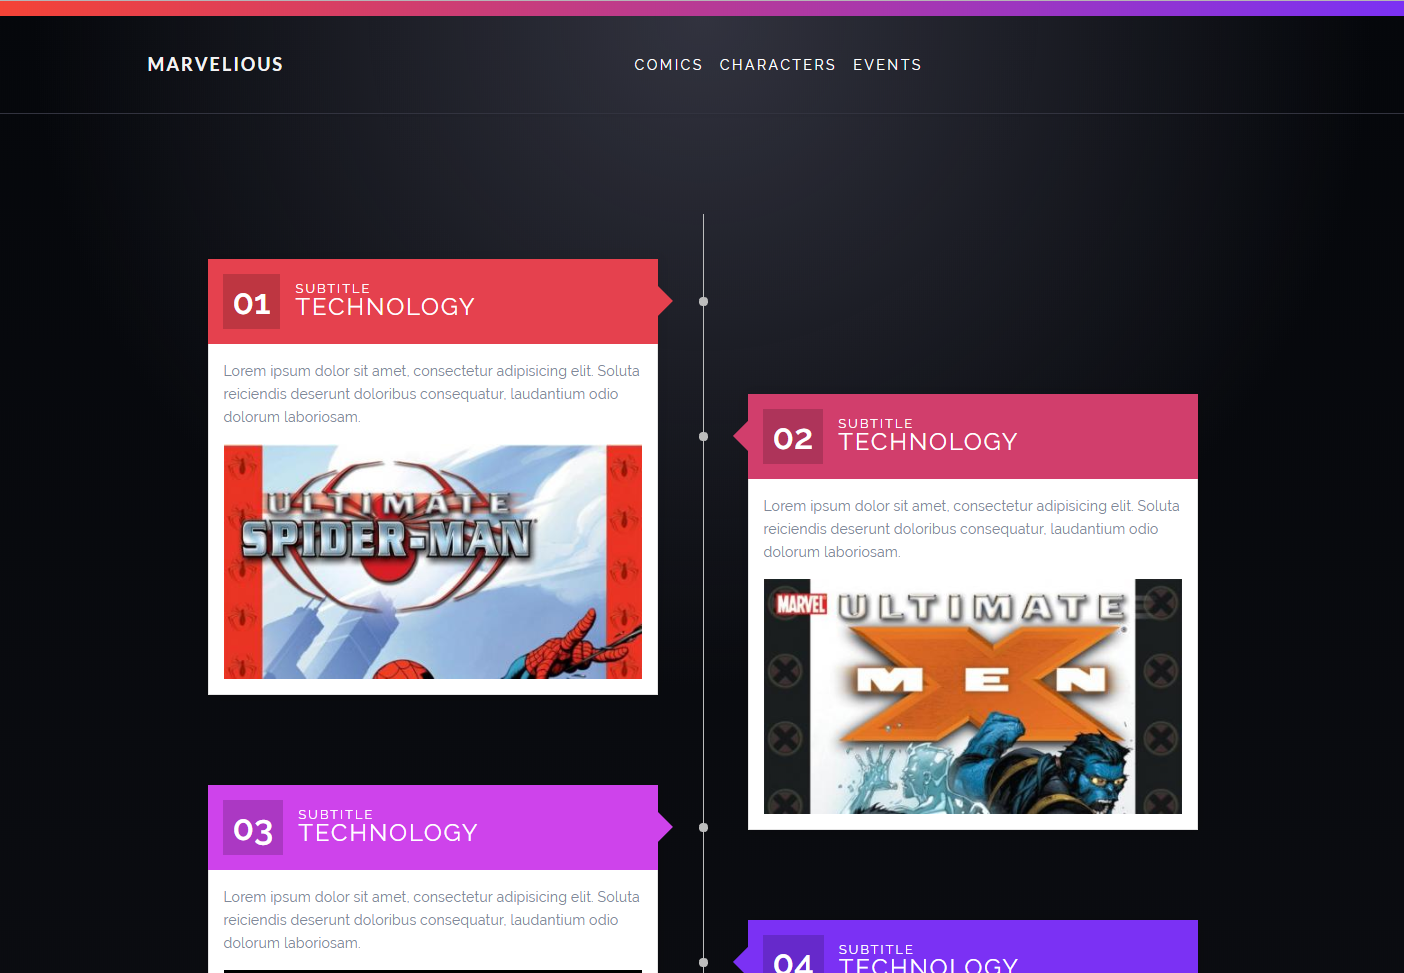 MARVELIOUS
COMICS CHARACTERS EVENTS
01
SUBTITLE
TECHNOLOGY
Lorem ipsum dolor sit amet, consectetur adipisicing elit. Soluta
reiciendis deserunt doloribus consequatur, laudantium odio
dolorum laboriosam.
ULTIMATE
SPIDER-MAN
02
SUBTITLE
TECHNOLOGY
Lorem ipsum dolor sit amet, consectetur adipisicing elit. Soluta
reiciendis deserunt doloribus consequatur, laudantium odio
dolorum laboriosam.
MARVEL ULTIMATE
X
MEN
03
SUBTITLE
TECHNOLOGY
Lorem ipsum dolor sit amet, consectetur adipisicing elit. Soluta
reiciendis deserunt doloribus consequatur, laudantium odio
dolorum laboriosam.
04
SUBTITLE
TECHNOLOGY